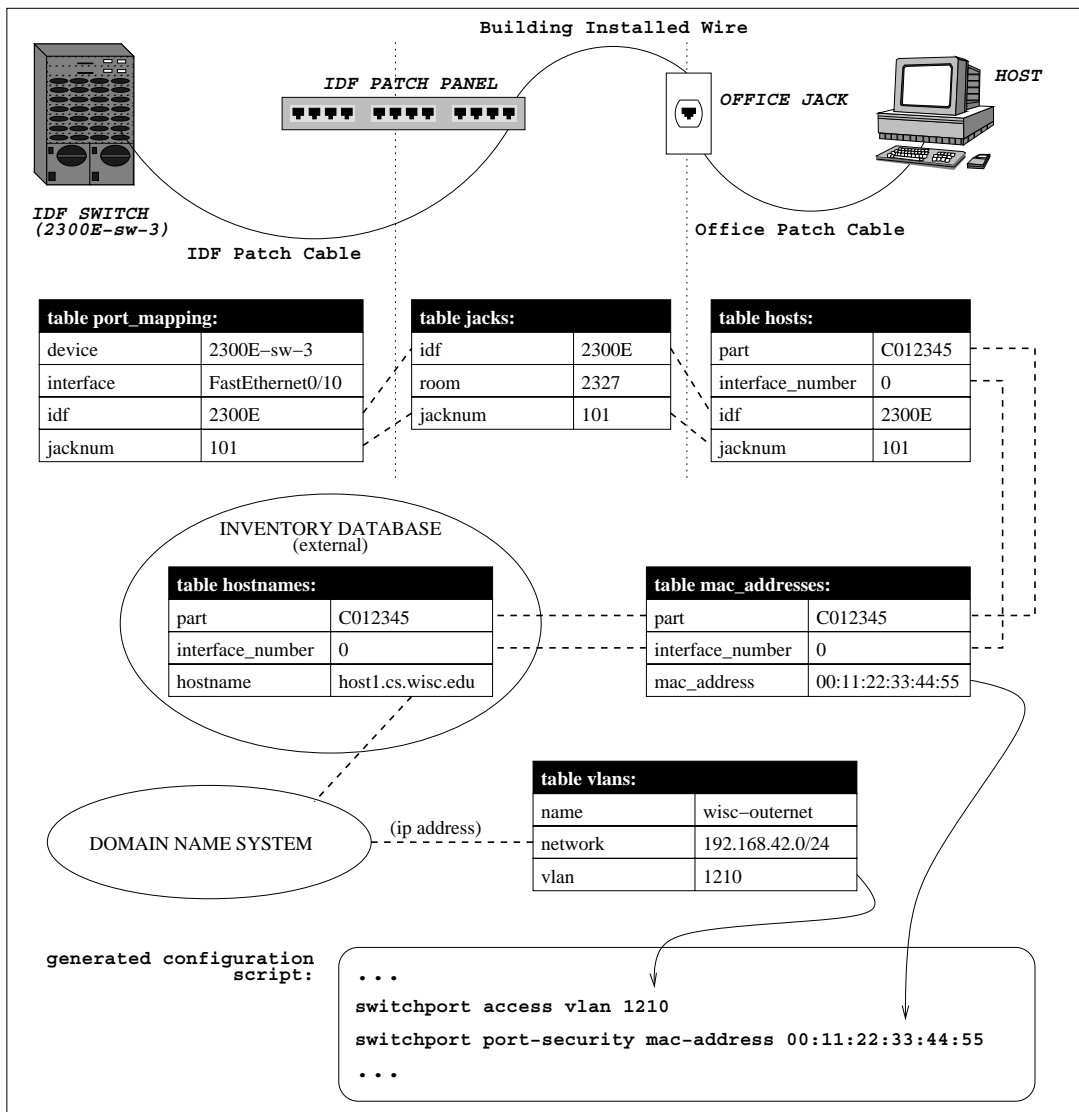 Building Installed Wire
IDF PATCH PANEL
HOST
OFFICE JACK
IDF SWITCH
(2300E-sw-3)
IDF Patch Cable
Office Patch Cable
table port_mapping:
device 2300E−sw−3
interface FastEthernet0/10
idf 2300E
jacknum 101
table jacks:
idf 2300E
room 2327
jacknum 101
table hosts:
part C012345
interface_number 0
idf 2300E
jacknum 101
INVENTORY DATABASE
(external)
table hostnames:
part C012345
interface_number 0
hostname host1.cs.wisc.edu
table mac_addresses:
part C012345
interface_number 0
mac_address 00:11:22:33:44:55
DOMAIN NAME SYSTEM
(ip address)
table vlans:
name wisc−outernet
network 192.168.42.0/24
vlan 1210
generated configuration
script:
...
switchport access vlan 1210
switchport port-security mac-address 00:11:22:33:44:55
...